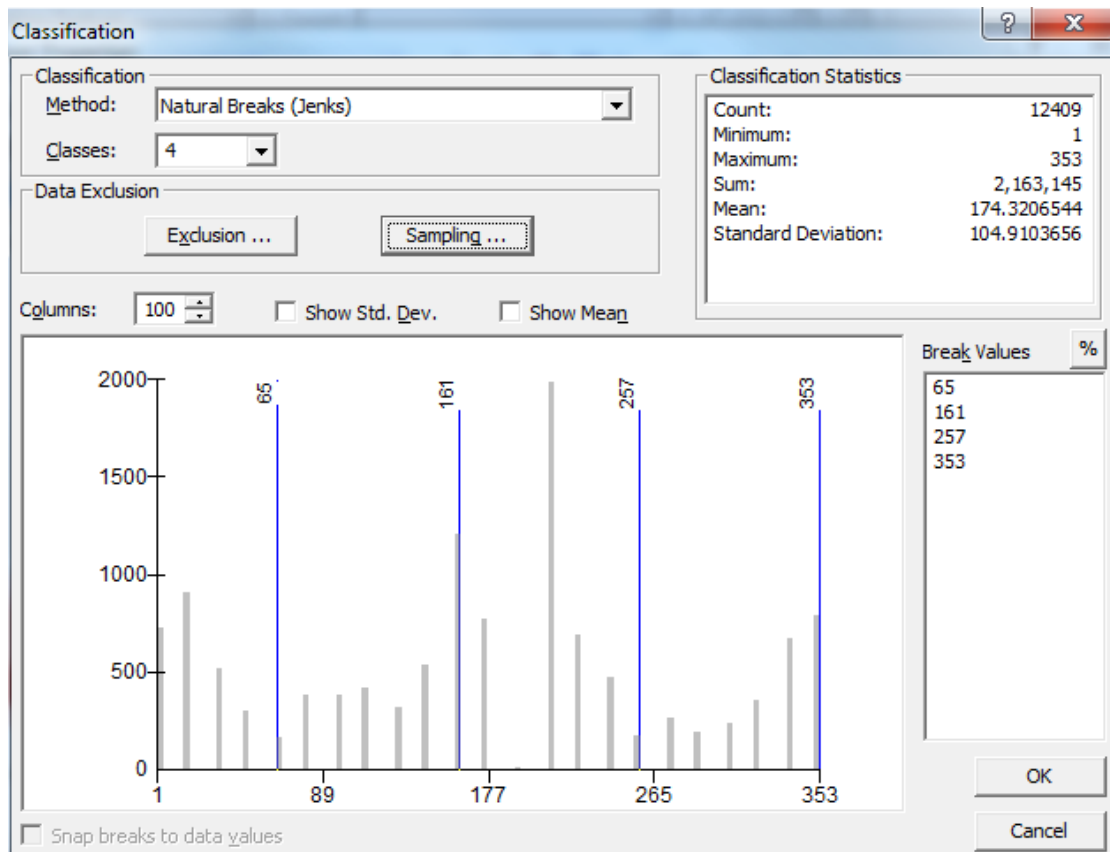 Classification
Classification
Method: Natural Breaks (Jenks)
Classes: 4
Data Exclusion
Exclusion ... Sampling ...
Classification Statistics
Count: 12409
Minimum: 1
Maximum: 353
Sum: 2,163,145
Mean: 174.3206544
Standard Deviation: 104.9103656
Columns: 100 Show Std. Dev. Show Mean
Break Values %
65
161
257
353
2000
1500
1000
500
0
65 161 257 353
1 89 177 265 353
OK
Cancel
Snap breaks to data values